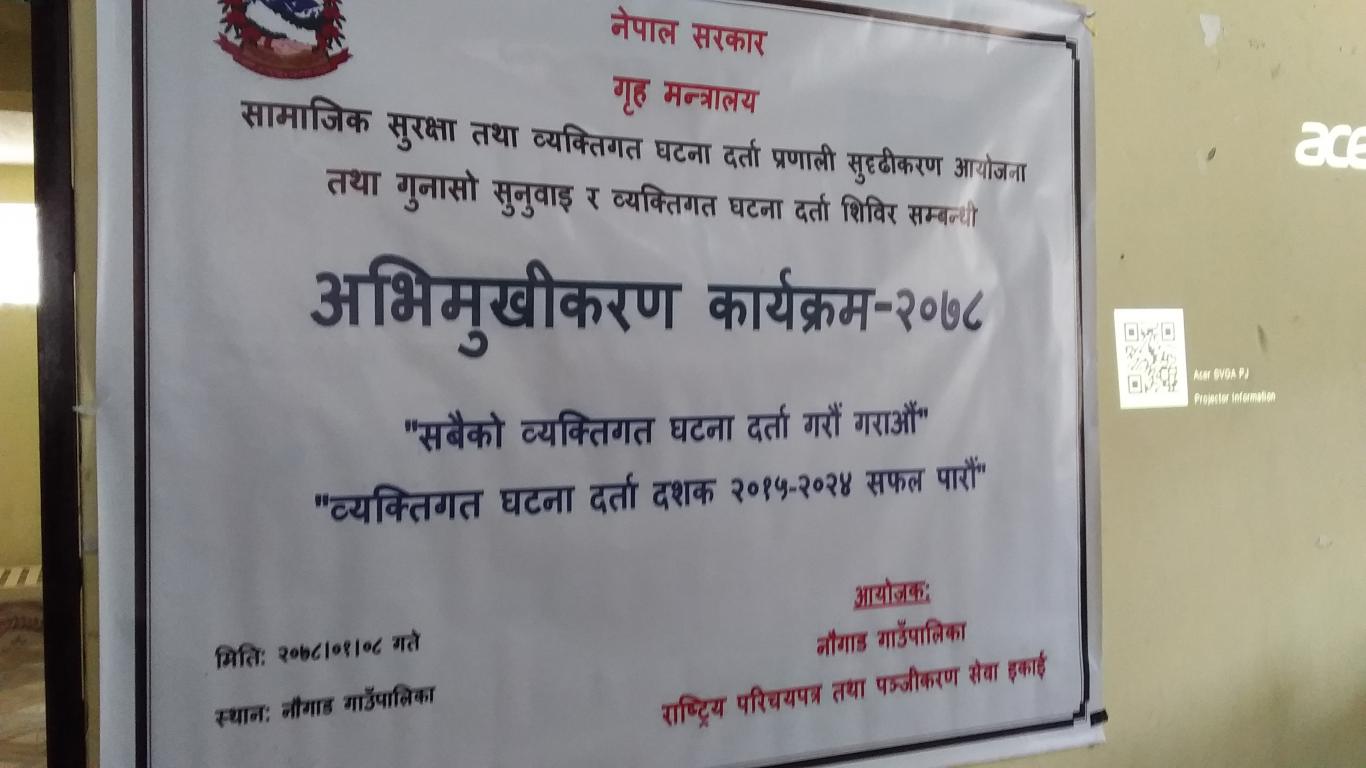 नेपाल सरकार
गृह मन्त्रालय
सामाजिक सुरक्षा तथा व्यक्तिगत घटना दर्ता प्रणाली सुदृढीकरण आयोजना
तथा गुनासो सुनुवाइ र व्यक्तिगत घटना दर्ता शिविर सम्बन्धी
अभिमुखीकरण कार्यक्रम-२०७८
"सबैको व्यक्तिगत घटना दर्ता गरौं गराऔं"
"व्यक्तिगत घटना दर्ता दशक २०१५-२०२४ सफल पारौं"
आयोजक:
नौगाड गाउँपालिका
राष्ट्रिय परिचयपत्र तथा पञ्जीकरण सेवा इकाई
मिति: २०७८।०१।०८ गते
स्थान: नौगाड गाउँपालिका
Acer SVGA PJ
Projector Information